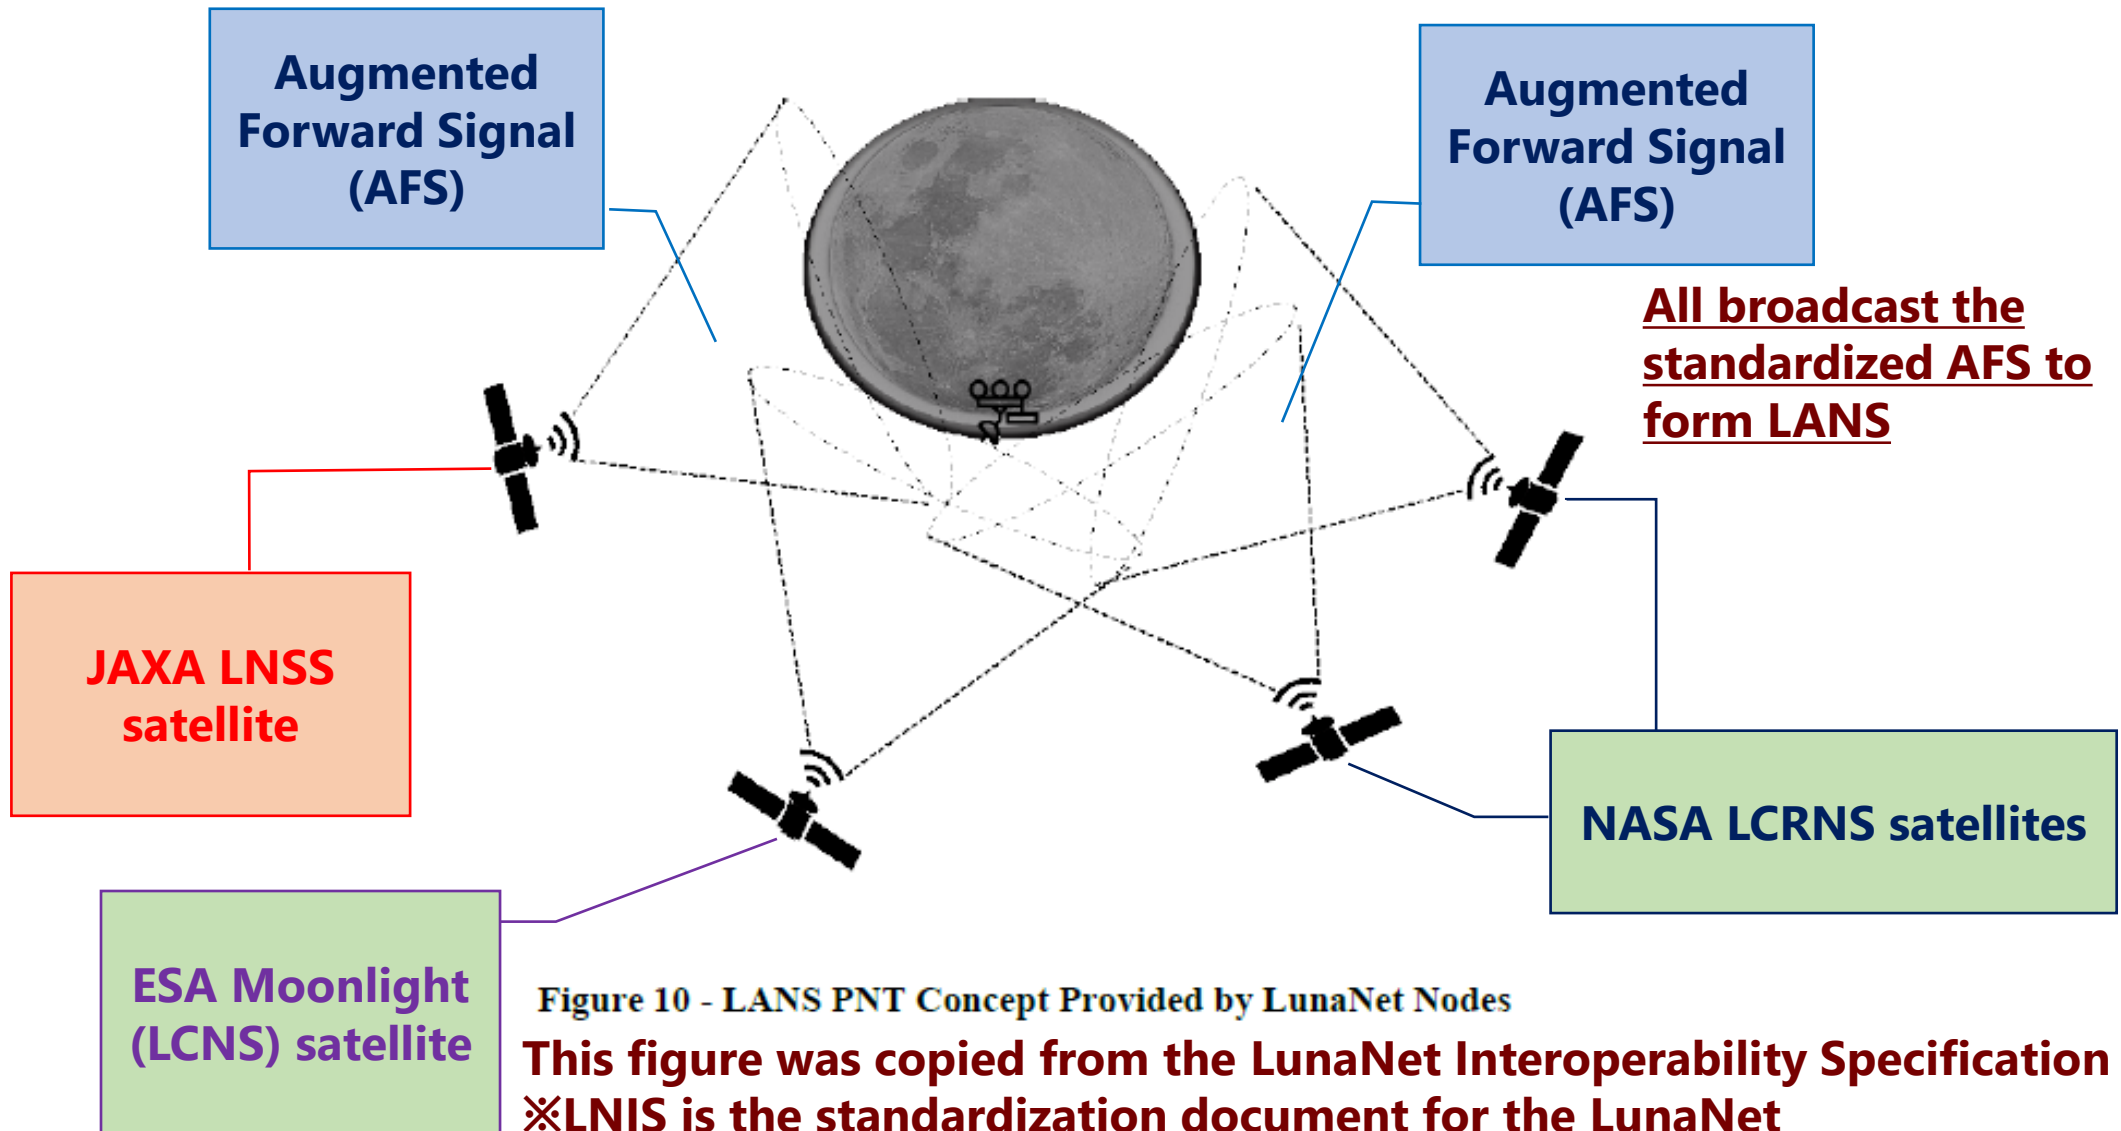 Augmented
Forward Signal
(AFS)
Augmented
Forward Signal
(AFS)
All broadcast the
standardized AFS to
form LANS
JAXA LNSS
satellite
NASA LCRNS satellites
ESA Moonlight
(LCNS) satellite
Figure 10 - LANS PNT Concept Provided by LunaNet Nodes
This figure was copied from the LunaNet Interoperability Specification
※LNIS is the standardization document for the LunaNet